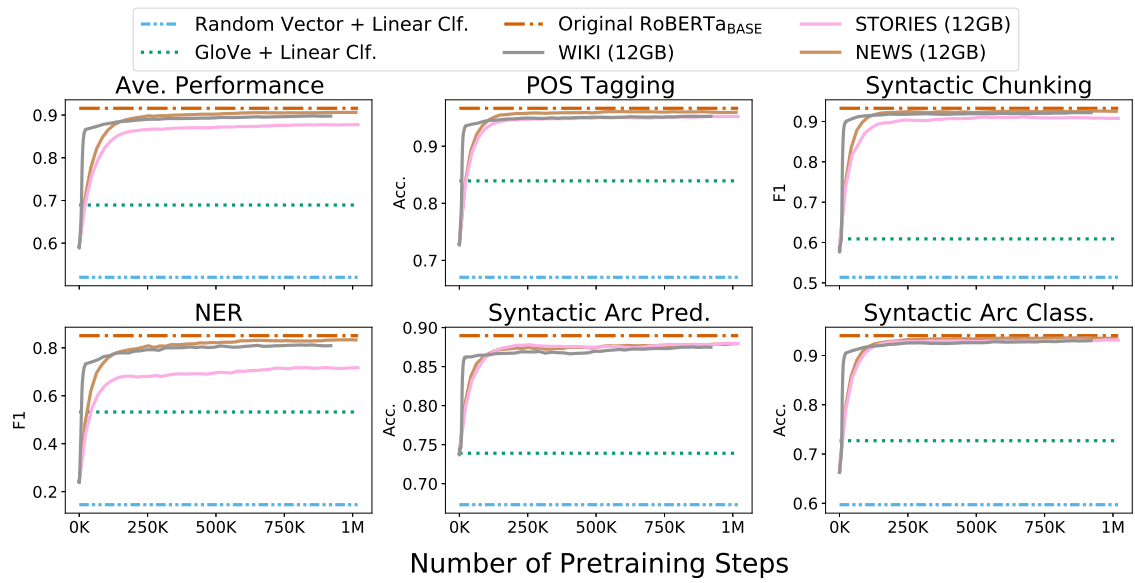 Random Vector + Linear Clf.
GloVe + Linear Clf.
Original RoBERTaBASE
WIKI (12GB)
STORIES (12GB)
NEWS (12GB)
Ave. Performance
0.9
0.8
0.7
0.6
POS Tagging
Acc.
0.9
0.8
0.7
Syntactic Chunking
F1
0.9
0.8
0.7
0.6
0.5
NER
F1
0.8
0.6
0.4
0.2
0K 250K 500K 750K 1M
Syntactic Arc Pred.
Acc.
0.90
0.85
0.80
0.75
0.70
0K 250K 500K 750K 1M
Syntactic Arc Class.
Acc.
0.9
0.8
0.7
0.6
0K 250K 500K 750K 1M
Number of Pretraining Steps